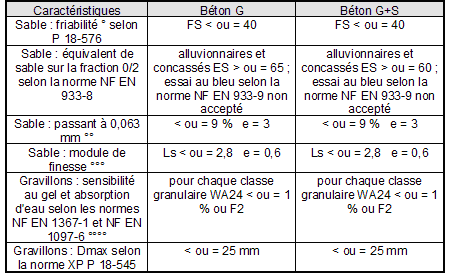 Caractéristiques Béton G Béton G+S
Sable : friabilité ° selon P 18-576 FS < ou = 40 FS < ou = 40
Sable : équivalent de
sable sur la fraction 0/2
selon la norme NF EN
933-8
alluvionnaires et
concassés ES > ou = 65 ;
essai au bleu selon la
norme NF EN 933-9 non
accepté
alluvionnaires et
concassés ES > ou = 60 ;
essai au bleu selon la
norme NF EN 933-9 non
accepté
Sable : passant à 0,063
mm °°
< ou = 9 % e = 3
< ou = 9 % e = 3
Sable : module de
finesse °°°
Ls < ou = 2,8 e = 0,6
Ls < ou = 2,8 e = 0,6
Gravillons : sensibilité
au gel et absorption
d'eau selon les normes
NF EN 1367-1 et NF EN
1097-6 °°°°
pour chaque classe
granulaire WA24 < ou = 1
% ou F2
pour chaque classe
granulaire WA24 < ou = 1
% ou F2
Gravillons : Dmax selon
la norme XP P 18-545
< ou = 25 mm
< ou = 25 mm